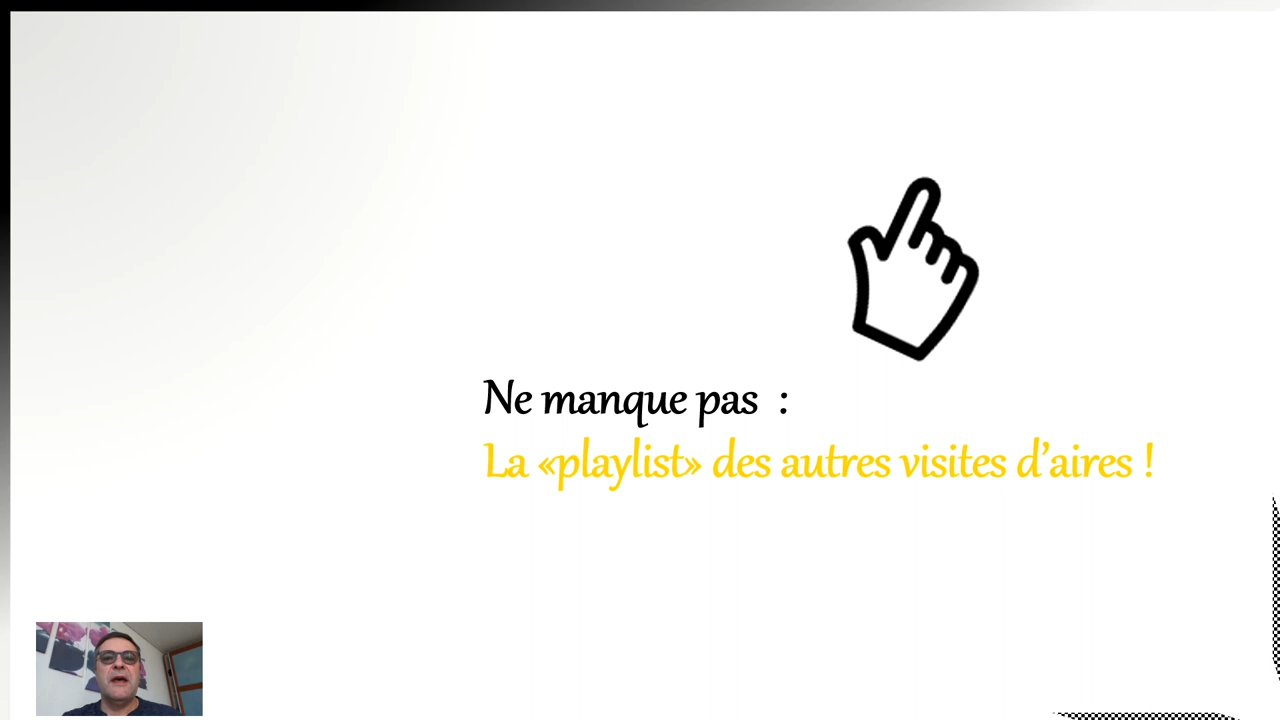 Ne manque pas :
La «playlist» des autres visites d’aires !